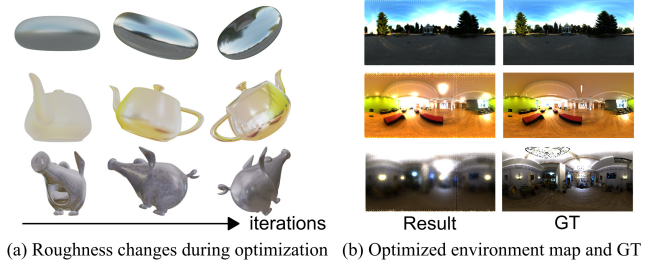 iterations
Result GT
(a) Roughness changes during optimization (b) Optimized environment map and GT